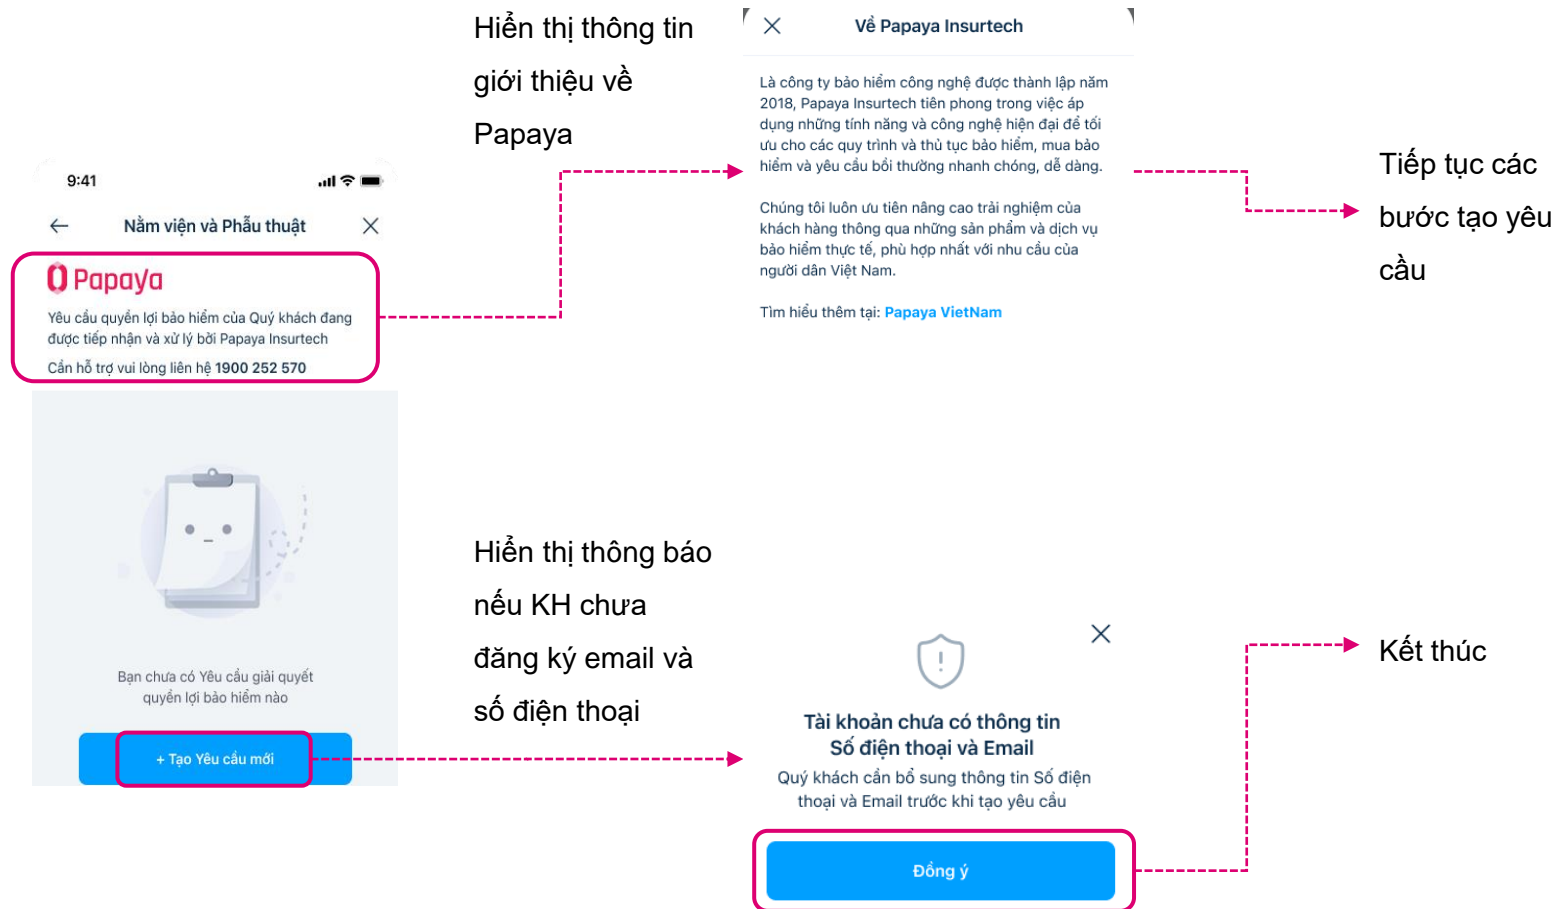 Hiển thị thông tin
giới thiệu về
Papaya
9:41
Nằm viện và Phẫu thuật
Papaya
Yêu cầu quyền lợi bảo hiểm của Quý khách đang
được tiếp nhận và xử lý bởi Papaya Insurtech
Cần hỗ trợ vui lòng liên hệ 1900 252 570
Bạn chưa có Yêu cầu giải quyết
quyền lợi bảo hiểm nào
+ Tạo Yêu cầu mới
Về Papaya Insurtech
Là công ty bảo hiểm công nghệ được thành lập năm
2018, Papaya Insurtech tiên phong trong việc áp
dụng những tính năng và công nghệ hiện đại để tối
ưu cho các quy trình và thủ tục bảo hiểm, mua bảo
hiểm và yêu cầu bồi thường nhanh chóng, dễ dàng.
Chúng tôi luôn ưu tiên nâng cao trải nghiệm của
khách hàng thông qua những sản phẩm và dịch vụ
bảo hiểm thực tế, phù hợp nhất với nhu cầu của
người dân Việt Nam.
Tìm hiểu thêm tại: Papaya VietNam
Tiếp tục các
bước tạo yêu
cầu
Hiển thị thông báo
nếu KH chưa
đăng ký email và
số điện thoại
Tài khoản chưa có thông tin
Số điện thoại và Email
Quý khách cần bổ sung thông tin Số điện
thoại và Email trước khi tạo yêu cầu
Đồng ý
Kết thúc